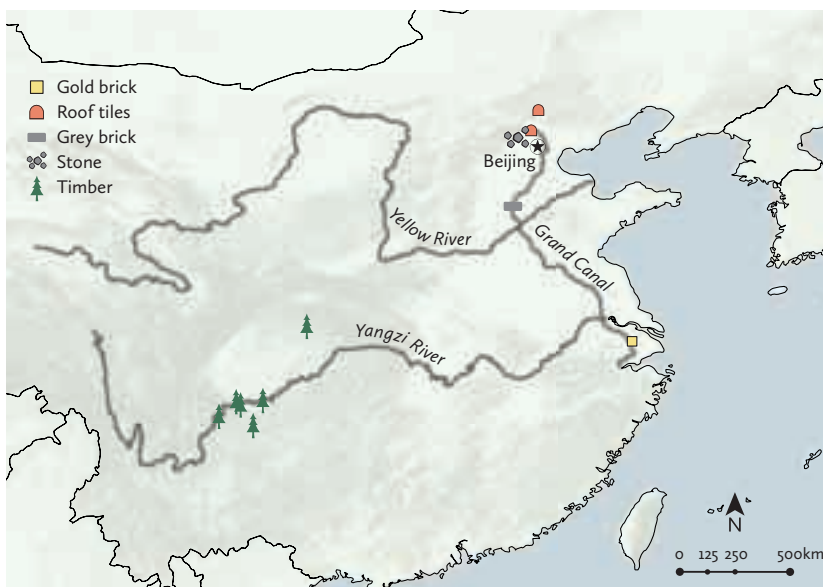 Gold brick
Roof tiles
Grey brick
Stone
Timber
Beijing
Yellow River
Grand Canal
Yangzi River
N
0 125 250 500km